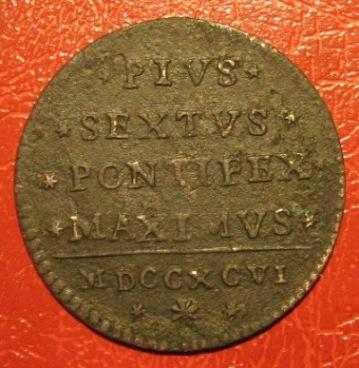 PIVS
SEXTVS
PONTIFEX
MAXIMVS
MDCCXCVI